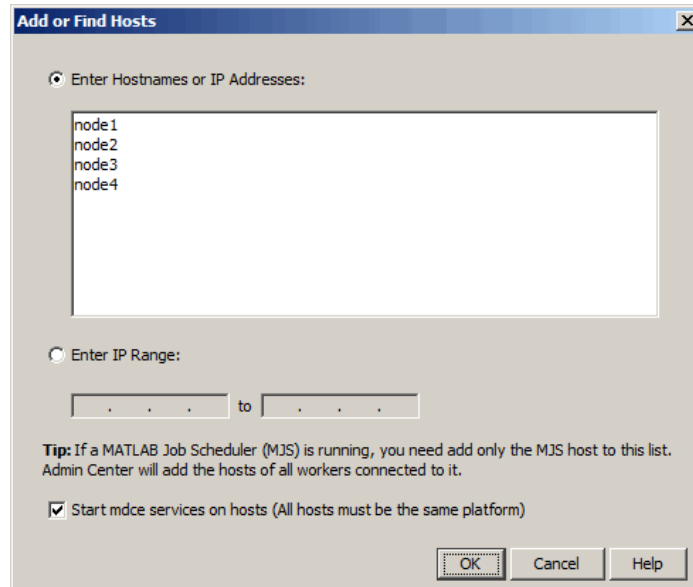 Add or Find Hosts
Enter Hostnames or IP Addresses:
node1
node2
node3
node4
Enter IP Range:
. . . to . . .
Tip: If a MATLAB Job Scheduler (MJS) is running, you need add only the MJS host to this list.
Admin Center will add the hosts of all workers connected to it.
Start mdce services on hosts (All hosts must be the same platform)
OK Cancel Help